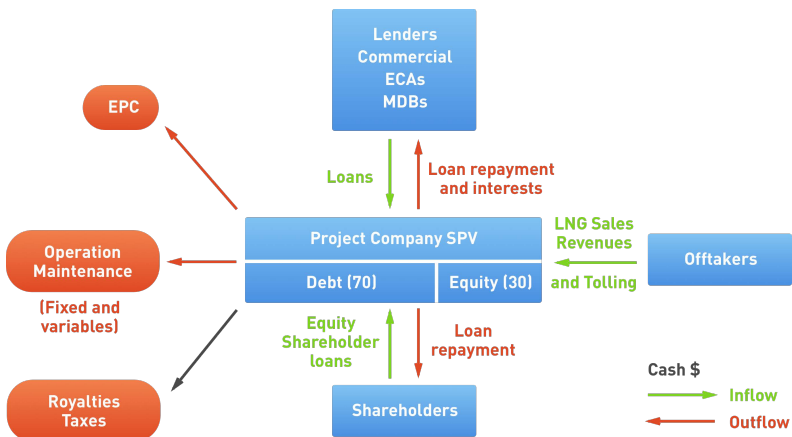 Lenders
Commercial
ECAs
MDBs
EPC
Loans
Loan repayment
and interests
Project Company SPV
Debt (70)
Equity (30)
LNG Sales
Revenues
and Tolling
Offtakers
Operation
Maintenance
(Fixed and
variables)
Equity
Shareholder
loans
Loan
repayment
Royalties
Taxes
Shareholders
Cash $
Inflow
Outflow